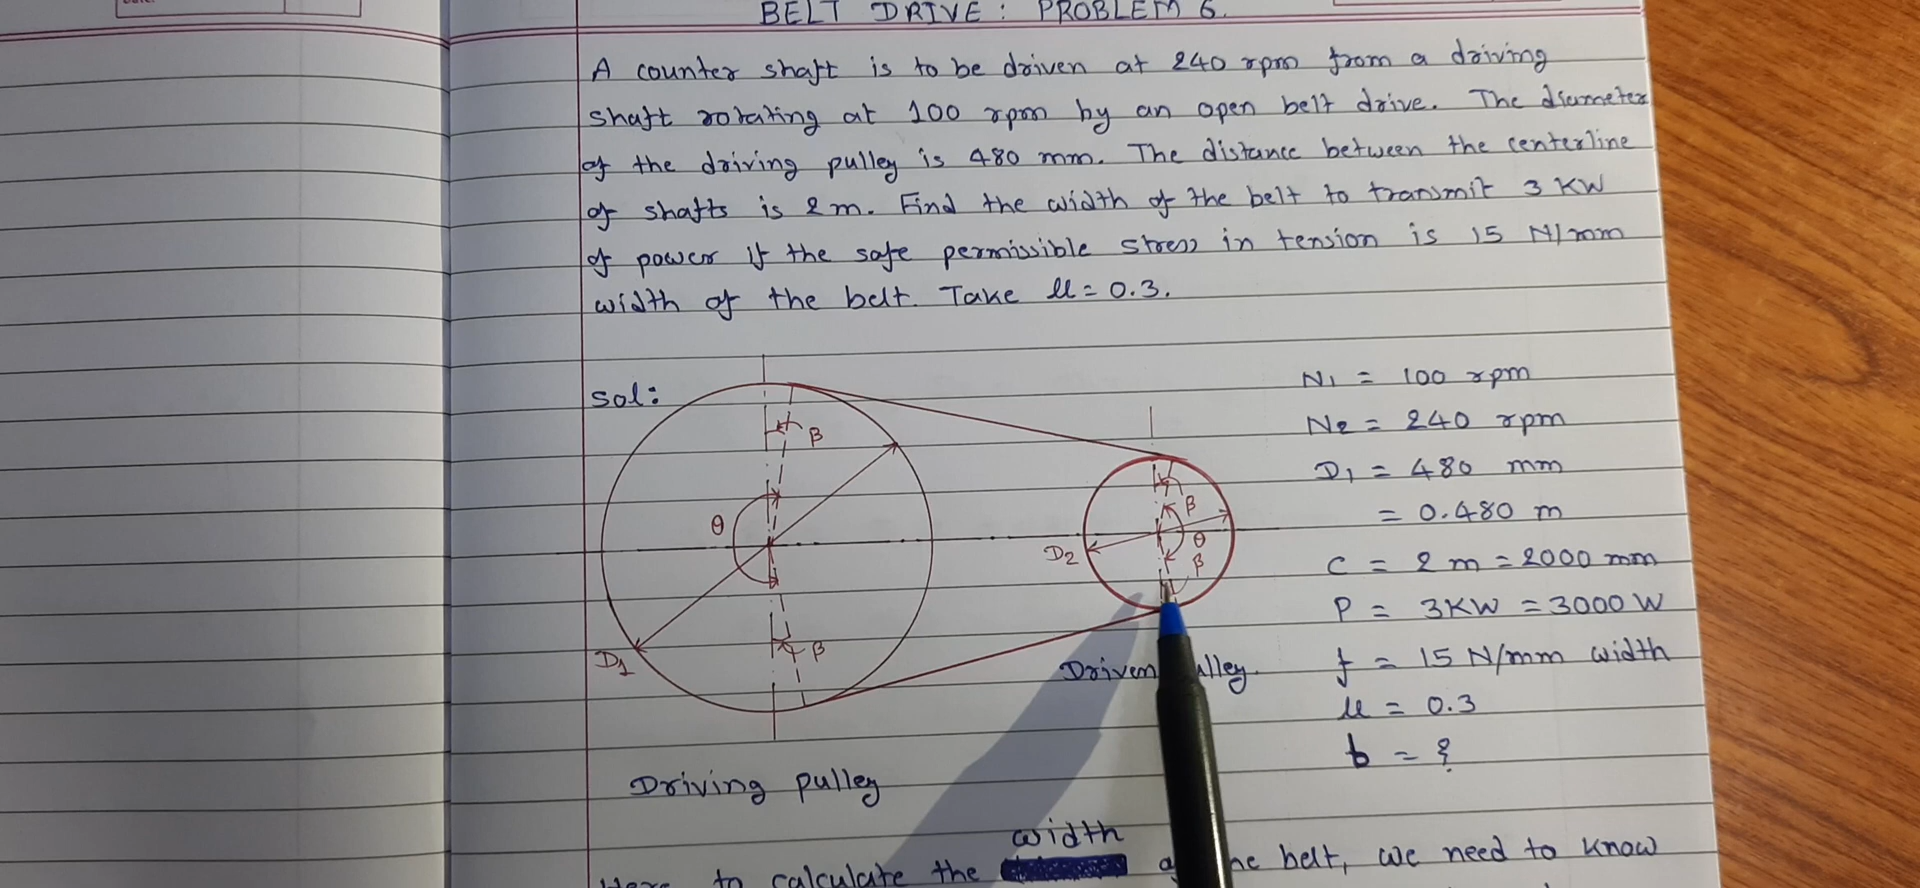 BELT DRIVE: PROBLEM 6.
A counter shaft is to be driven at 240 rpm from a driving
shaft rotating at 100 rpm by an open belt drive. The diameter
of the driving pulley is 480 mm. The distance between the centerline
of shafts is 2 m. Find the width of the belt to transmit 3 KW
of power if the safe permissible stress in tension is 15 N/mm
width of the belt. Take μ = 0.3.
Sol:
β
θ
D1
β
β
D2
θ
β
Driven
Driving pulley
N1 = 100 rpm
N2 = 240 rpm
D1 = 480 mm
= 0.480 m
C = 2 m = 2000 mm
P = 3KW = 3000 W
f = 15 N/mm width
μ = 0.3
b = ?
width
to calculate the belt, we need to know